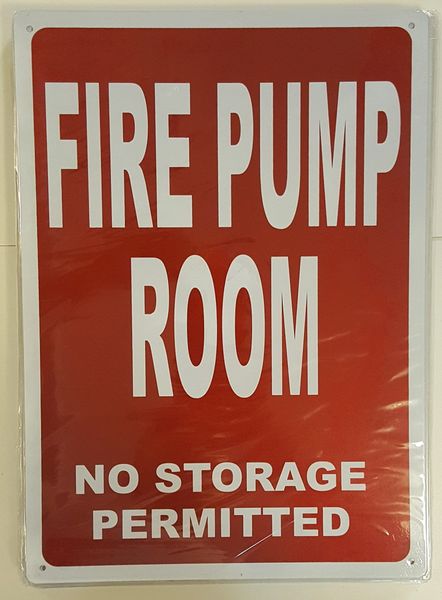 FIRE PUMP
ROOM
NO STORAGE
PERMITTED